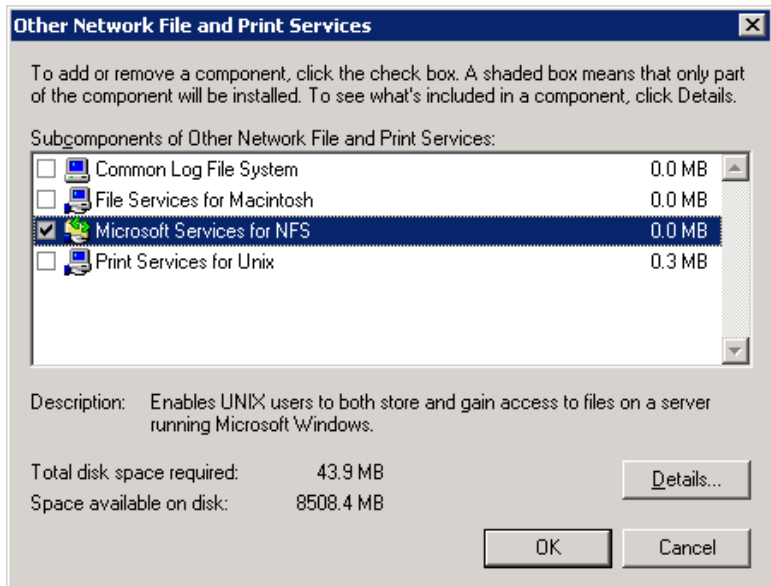 Other Network File and Print Services
To add or remove a component, click the check box. A shaded box means that only part
of the component will be installed. To see what's included in a component, click Details.
Subcomponents of Other Network File and Print Services:
Common Log File System 0.0 MB
File Services for Macintosh 0.0 MB
Microsoft Services for NFS 0.0 MB
Print Services for Unix 0.3 MB
Description: Enables UNIX users to both store and gain access to files on a server
running Microsoft Windows.
Total disk space required: 43.9 MB
Space available on disk: 8508.4 MB
Details...
OK Cancel